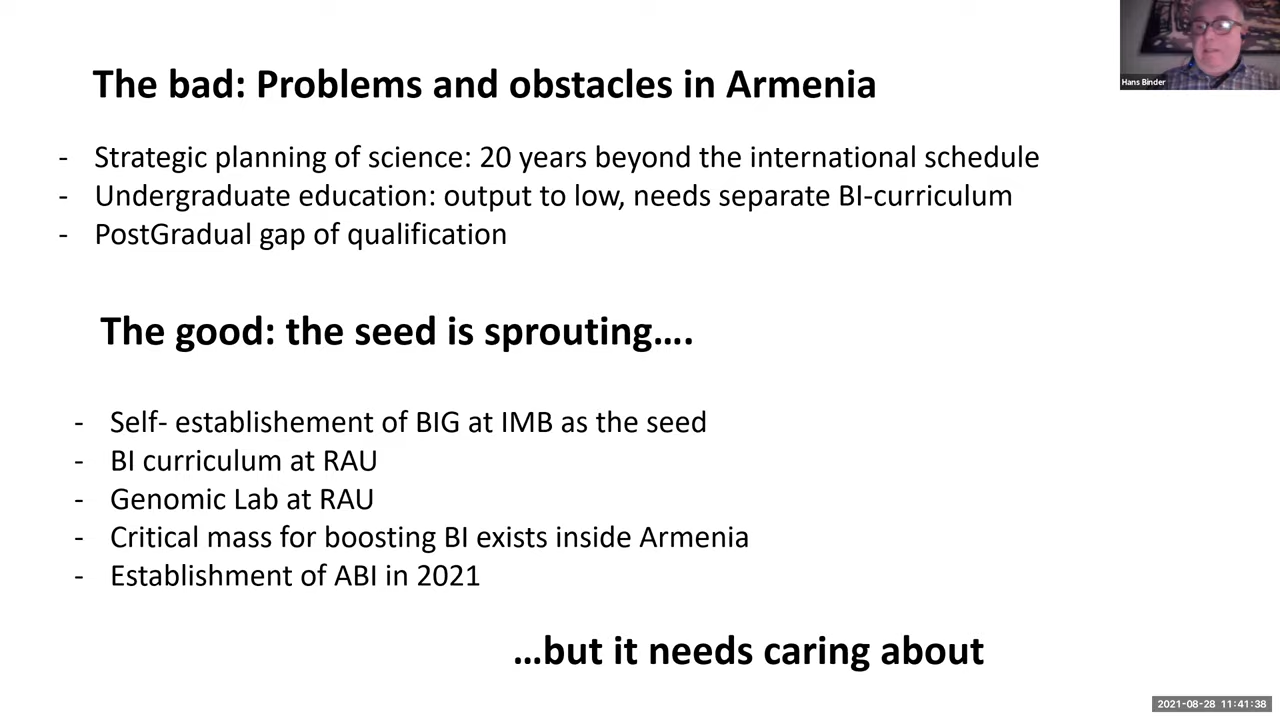 Hans Binder
The bad: Problems and obstacles in Armenia
- Strategic planning of science: 20 years beyond the international schedule
- Undergraduate education: output to low, needs separate BI-curriculum
- PostGradual gap of qualification
The good: the seed is sprouting….
- Self- establishement of BIG at IMB as the seed
- BI curriculum at RAU
- Genomic Lab at RAU
- Critical mass for boosting BI exists inside Armenia
- Establishment of ABI in 2021
…but it needs caring about
2021-08-28 11:41:38